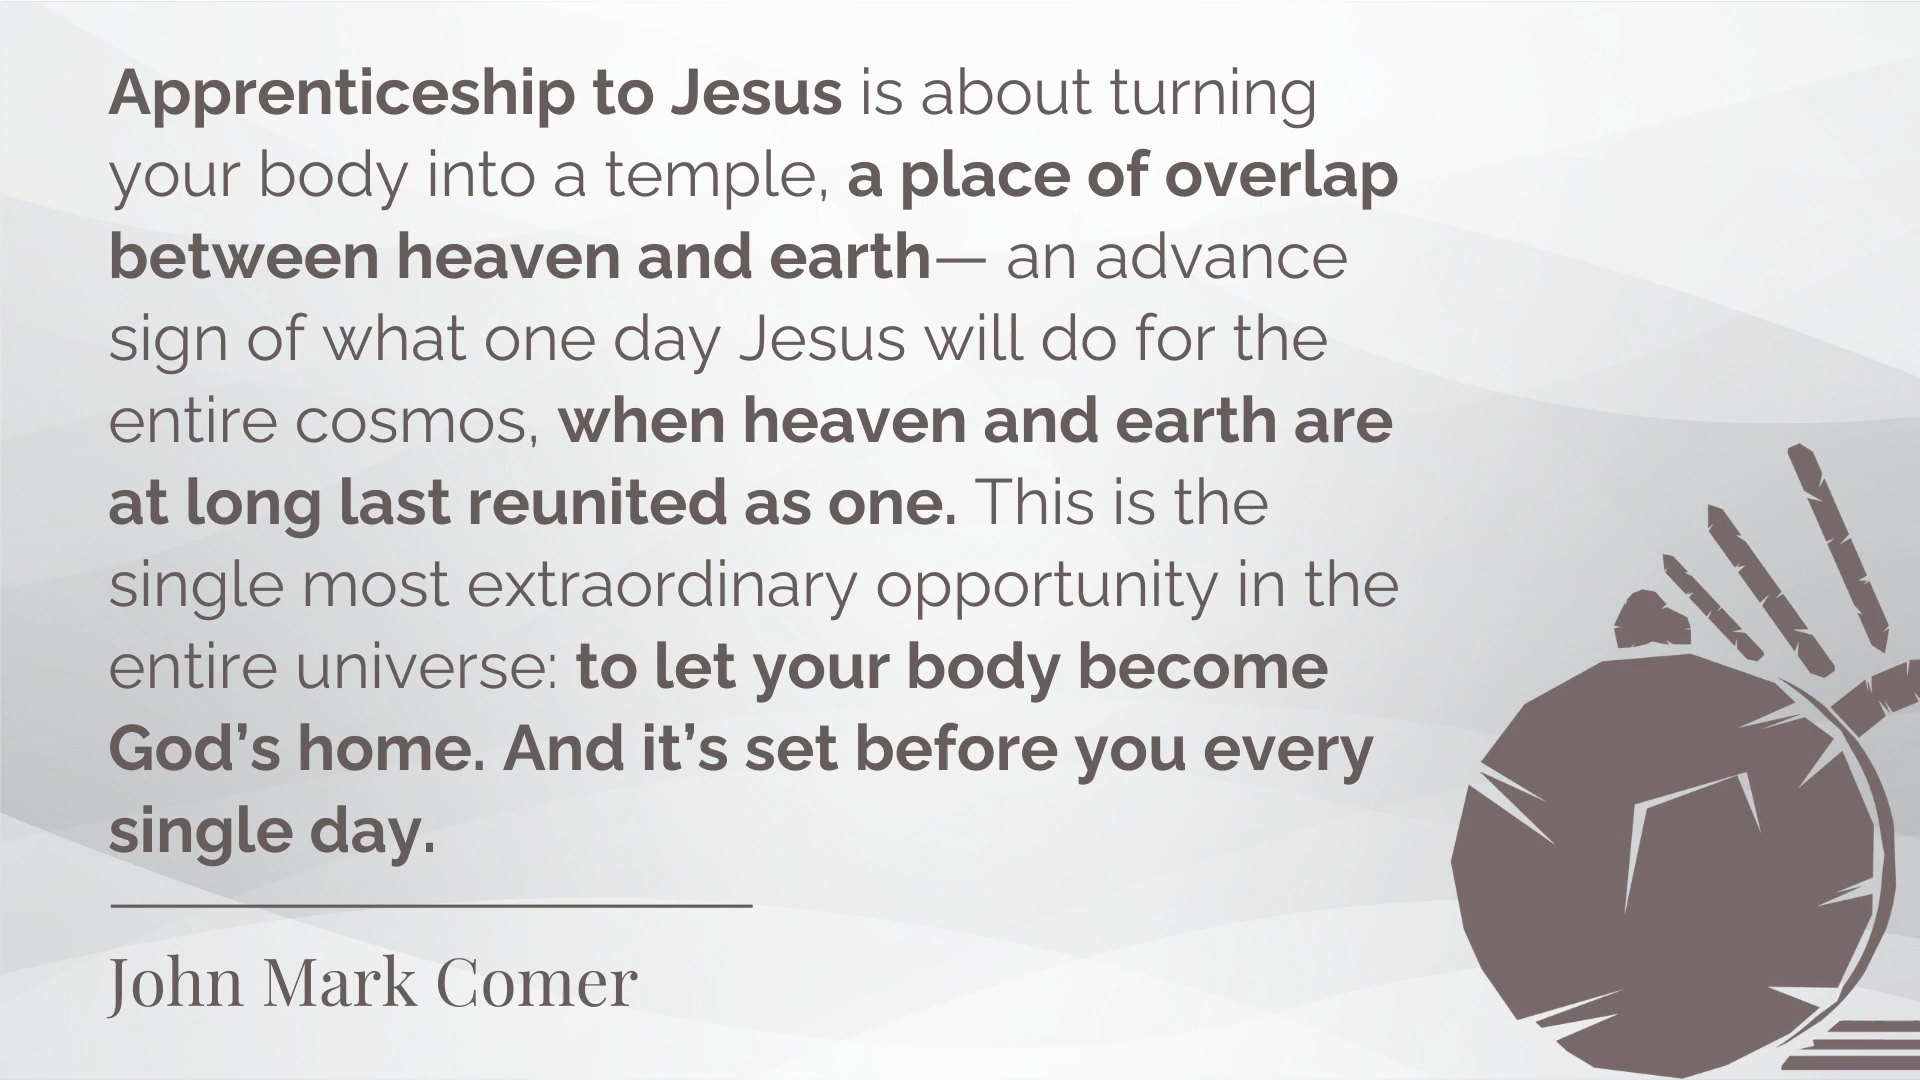 Apprenticeship to Jesus is about turning
your body into a temple, a place of overlap
between heaven and earth— an advance
sign of what one day Jesus will do for the
entire cosmos, when heaven and earth are
at long last reunited as one. This is the
single most extraordinary opportunity in the
entire universe: to let your body become
God’s home. And it’s set before you every
single day.
John Mark Comer